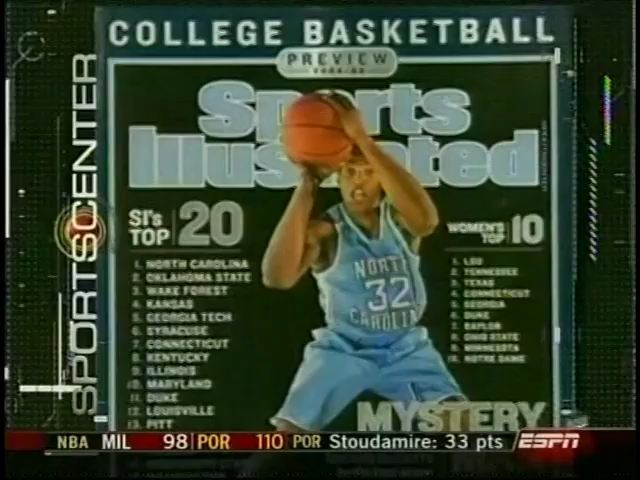 COLLEGE BASKETBALL
PREVIEW
Sports
Illustrated
SPORTSCENTER
SI's
TOP 20
1. NORTH CAROLINA
2. OKLAHOMA STATE
3. WAKE FOREST
4. KANSAS
5. GEORGIA TECH
6. SYRACUSE
7. CONNECTICUT
8. KENTUCKY
9. ILLINOIS
10. MARYLAND
11. DUKE
12. LOUISVILLE
13. PITT
WOMEN'S
TOP 10
1. LSU
2. TENNESSEE
3. TEXAS
4. CONNECTICUT
5. GEORGIA
6. DUKE
7. BAYLOR
8. OHIO STATE
9. MINNESOTA
10. NOTRE DAME
NORTH
32
CAROLINA
MYSTERY
NBA MIL 98 POR 110 POR Stoudamire: 33 pts ESPN